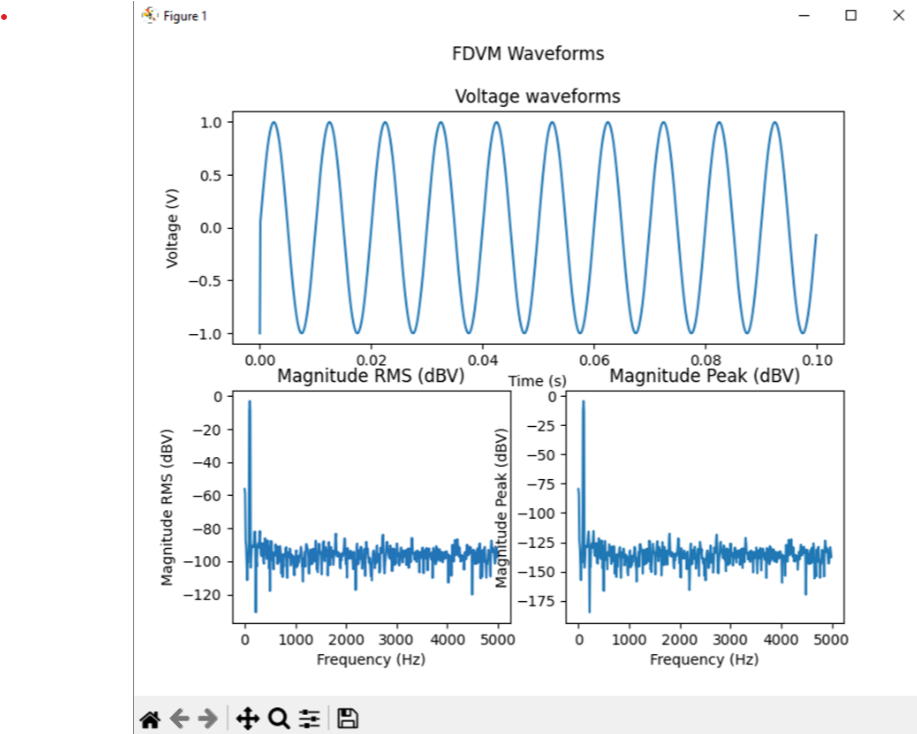 Figure 1
FDVM Waveforms
Voltage waveforms
1.0
0.5
0.0
−0.5
−1.0
Voltage (V)
0.00 0.02 0.04 0.06 0.08 0.10
Time (s)
Magnitude RMS (dBV)
0
−20
−40
−60
−80
−100
−120
Magnitude RMS (dBV)
0 1000 2000 3000 4000 5000
Frequency (Hz)
Magnitude Peak (dBV)
0
−25
−50
−75
−100
−125
−150
−175
Magnitude Peak (dBV)
0 1000 2000 3000 4000 5000
Frequency (Hz)